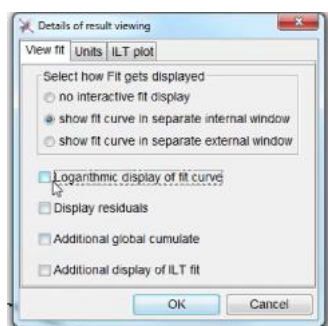 Details of result viewing
View fit Units ILT plot
Select how Fit gets displayed
no interactive fit display
show fit curve in separate internal window
show fit curve in separate external window
Logarithmic display of fit curve
Display residuals
Additional global cumulate
Additional display of ILT fit
OK Cancel